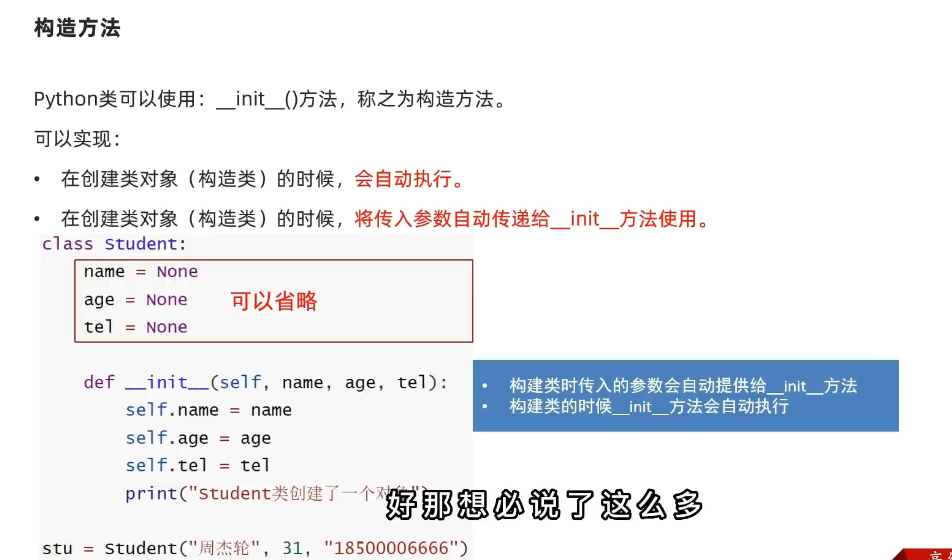 构造方法
Python类可以使用：__init__()方法，称之为构造方法。
可以实现：
• 在创建类对象（构造类）的时候，会自动执行。
• 在创建类对象（构造类）的时候，将传入参数自动传递给__init__方法使用。
class Student:
name = None
age = None
可以省略
tel = None
def __init__(self, name, age, tel):
• 构建类时传入的参数会自动提供给__init__方法
• 构建类的时候__init__方法会自动执行
self.name = name
self.age = age
self.tel = tel
print("Student类创建了一个对象")
好那想必说了这么多
stu = Student("周杰轮", 31, "18500006666")